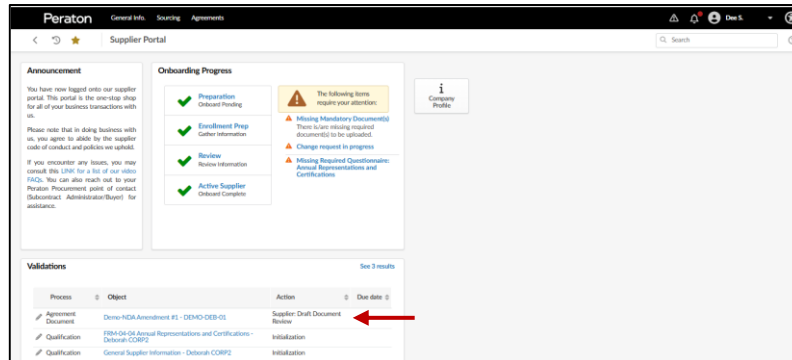 Peraton General Info. Sourcing Agreements Dee S.
Supplier Portal Search
Announcement
You have now logged onto our supplier
portal. This portal is the one-stop shop
for all of your business transactions with
us.
Please note that in doing business with
us, you agree to abide by the supplier
code of conduct and policies we uphold.
If you encounter any issues, you may
consult this LINK for a list of our video
FAQs. You can also reach out to your
Peraton Procurement point of contact
(Subcontract Administrator/Buyer) for
assistance.
Onboarding Progress
Preparation
Onboard Pending
Enrollment Prep
Gather Information
Review
Review Information
Active Supplier
Onboard Complete
The following items
require your attention:
Missing Mandatory Document(s)
There is/are missing required
document(s) to be uploaded.
Change request in progress
Missing Required Questionnaire:
Annual Representations and
Certifications
Company
Profile
Validations See 3 results
Process Object Action Due date
Agreement
Document
Demo-NDA Amendment #1 - DEMO-DEB-01
Supplier: Draft Document
Review
Qualification
FRM-04-04 Annual Representations and Certifications -
Deborah CORP2
Initialization
Qualification General Supplier Information - Deborah CORP2 Initialization